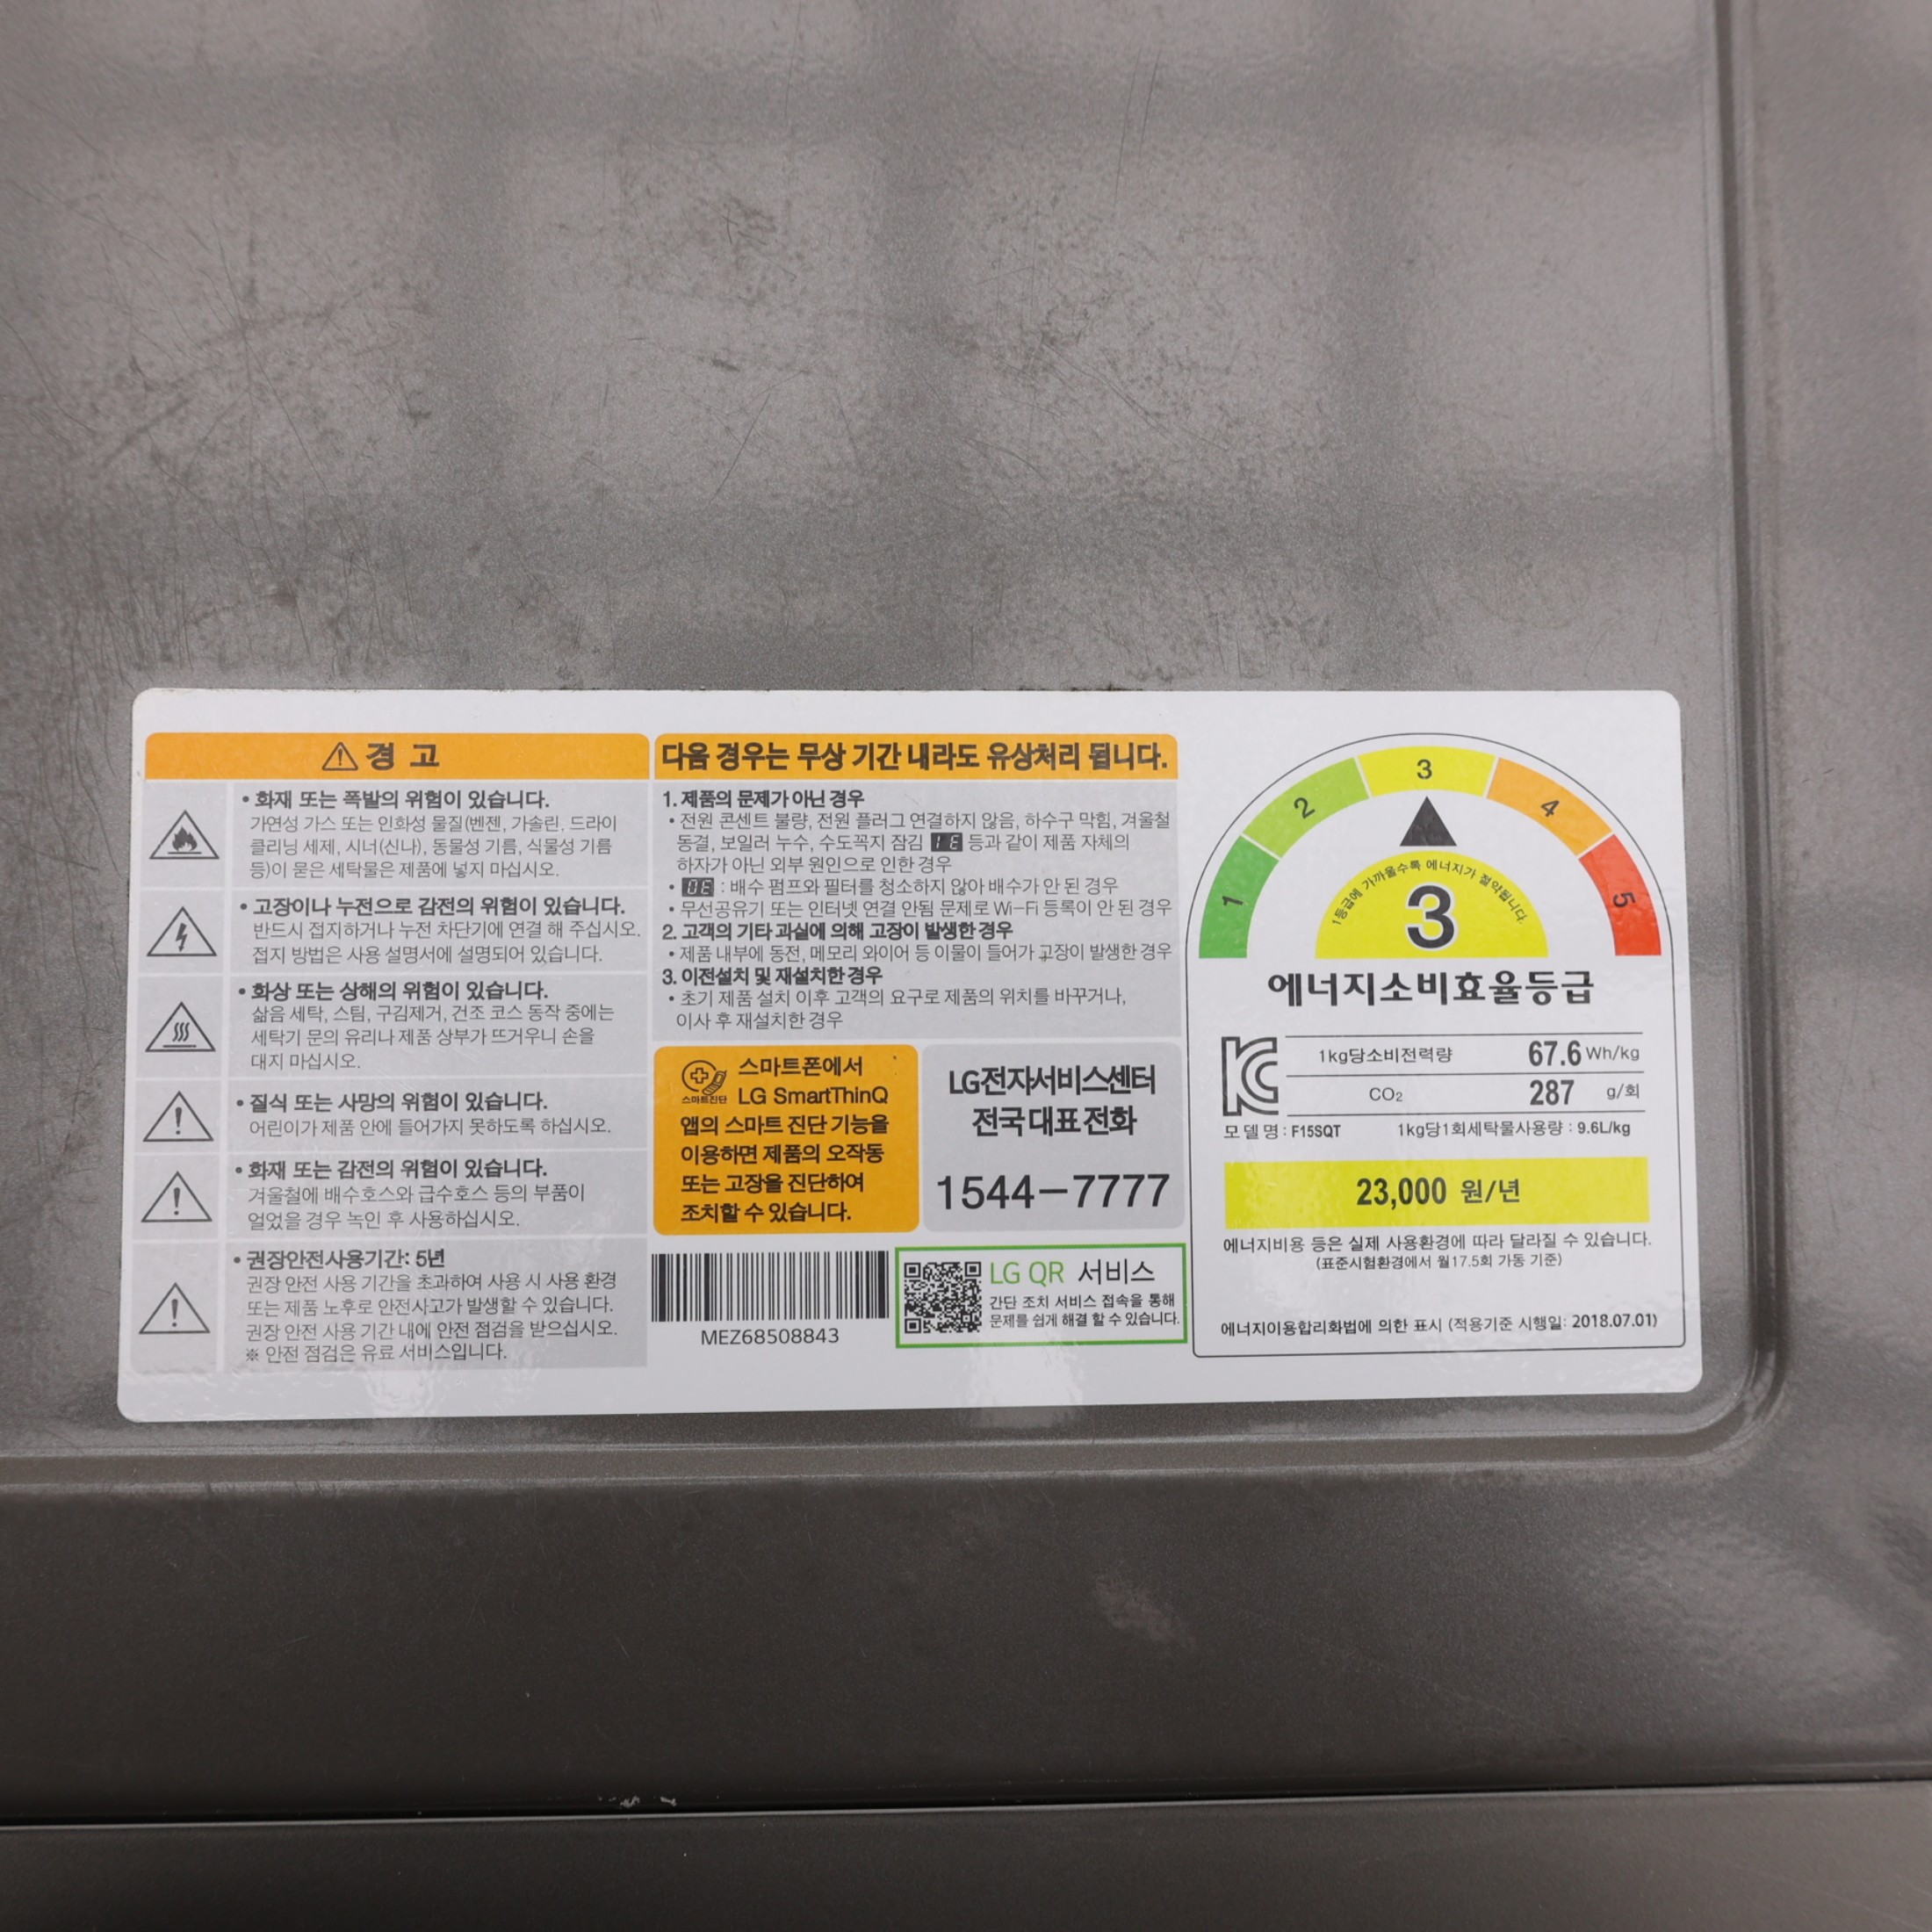 경 고
• 화재 또는 폭발의 위험이 있습니다.
가연성 가스 또는 인화성 물질(벤젠, 가솔린, 드라이
클리닝 세제, 시너(신나), 동물성 기름, 식물성 기름
등)이 묻은 세탁물은 제품에 넣지 마십시오.
• 고장이나 누전으로 감전의 위험이 있습니다.
반드시 접지하거나 누전 차단기에 연결 해 주십시오.
접지 방법은 사용 설명서에 설명되어 있습니다.
• 화상 또는 상해의 위험이 있습니다.
삶음 세탁, 스팀, 구김제거, 건조 코스 동작 중에는
세탁기 문의 유리나 제품 상부가 뜨거우니 손을
대지 마십시오.
• 질식 또는 사망의 위험이 있습니다.
어린이가 제품 안에 들어가지 못하도록 하십시오.
• 화재 또는 감전의 위험이 있습니다.
겨울철에 배수호스와 급수호스 등의 부품이
얼었을 경우 녹인 후 사용하십시오.
• 권장안전사용기간: 5년
권장 안전 사용 기간을 초과하여 사용 시 사용 환경
또는 제품 노후로 안전사고가 발생할 수 있습니다.
권장 안전 사용 기간 내에 안전 점검을 받으십시오.
※ 안전 점검은 유료 서비스입니다.
다음 경우는 무상 기간 내라도 유상처리 됩니다.
1. 제품의 문제가 아닌 경우
• 전원 콘센트 불량, 전원 플러그 연결하지 않음, 하수구 막힘, 겨울철
동결, 보일러 누수, 수도꼭지 잠김 IE 등과 같이 제품 자체의
하자가 아닌 외부 원인으로 인한 경우
• OE : 배수 펌프와 필터를 청소하지 않아 배수가 안 된 경우
• 무선공유기 또는 인터넷 연결 안됨 문제로 Wi-Fi 등록이 안 된 경우
2. 고객의 기타 과실에 의해 고장이 발생한 경우
• 제품 내부에 동전, 메모리 와이어 등 이물이 들어가 고장이 발생한 경우
3. 이전설치 및 재설치한 경우
• 초기 제품 설치 이후 고객의 요구로 제품의 위치를 바꾸거나,
이사 후 재설치한 경우
스마트진단
스마트폰에서
LG SmartThinQ
앱의 스마트 진단 기능을
이용하면 제품의 오작동
또는 고장을 진단하여
조치할 수 있습니다.
LG전자서비스센터
전국 대표 전화
1544-7777
MEZ68508843
LG QR 서비스
간단 조치 서비스 접속을 통해
문제를 쉽게 해결 할 수 있습니다.
1 2 3 4 5
1등급에 가까울수록 에너지가 절약됩니다.
3
에너지소비효율등급
1kg당소비전력량 67.6 Wh/kg
CO₂ 287 g/회
모델명 : F15SQT 1kg당1회세탁물사용량 : 9.6L/kg
23,000 원/년
에너지비용 등은 실제 사용환경에 따라 달라질 수 있습니다.
(표준시험환경에서 월17.5회 가동 기준)
에너지이용합리화법에 의한 표시 (적용기준 시행일: 2018.07.01)